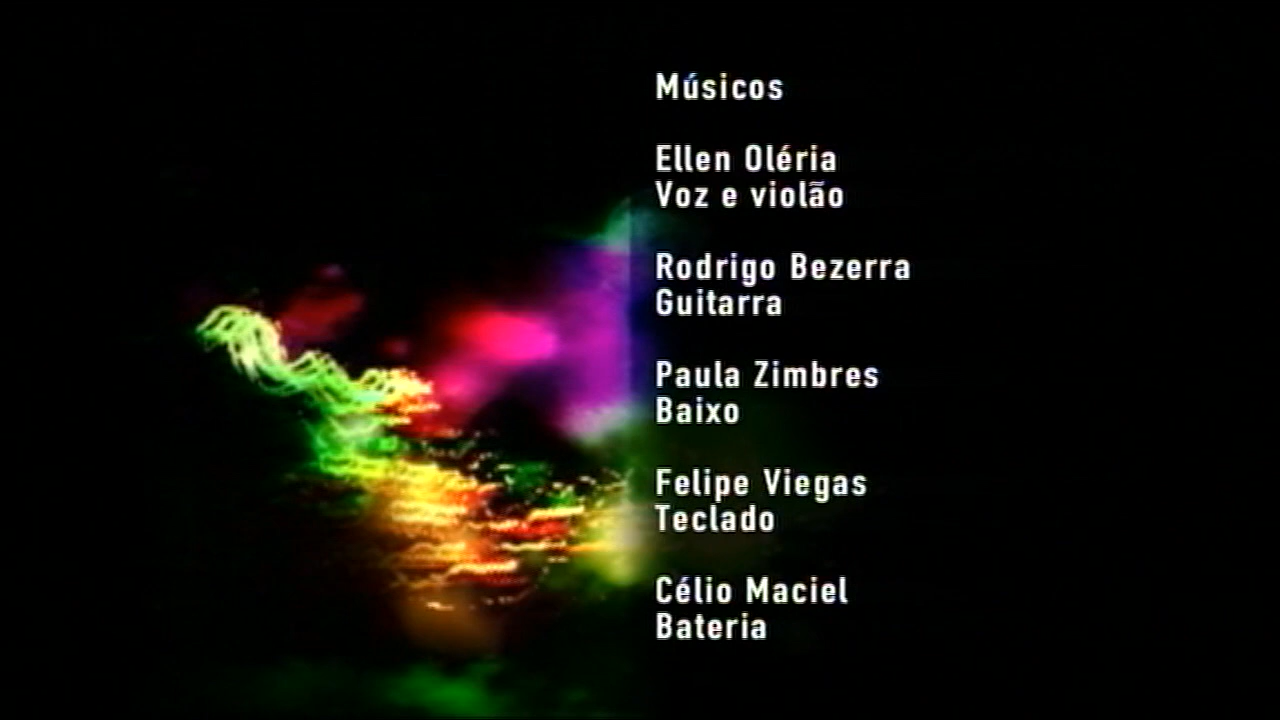 Músicos
Ellen Oléria
Voz e violão
Rodrigo Bezerra
Guitarra
Paula Zimbres
Baixo
Felipe Viegas
Teclado
Célio Maciel
Bateria